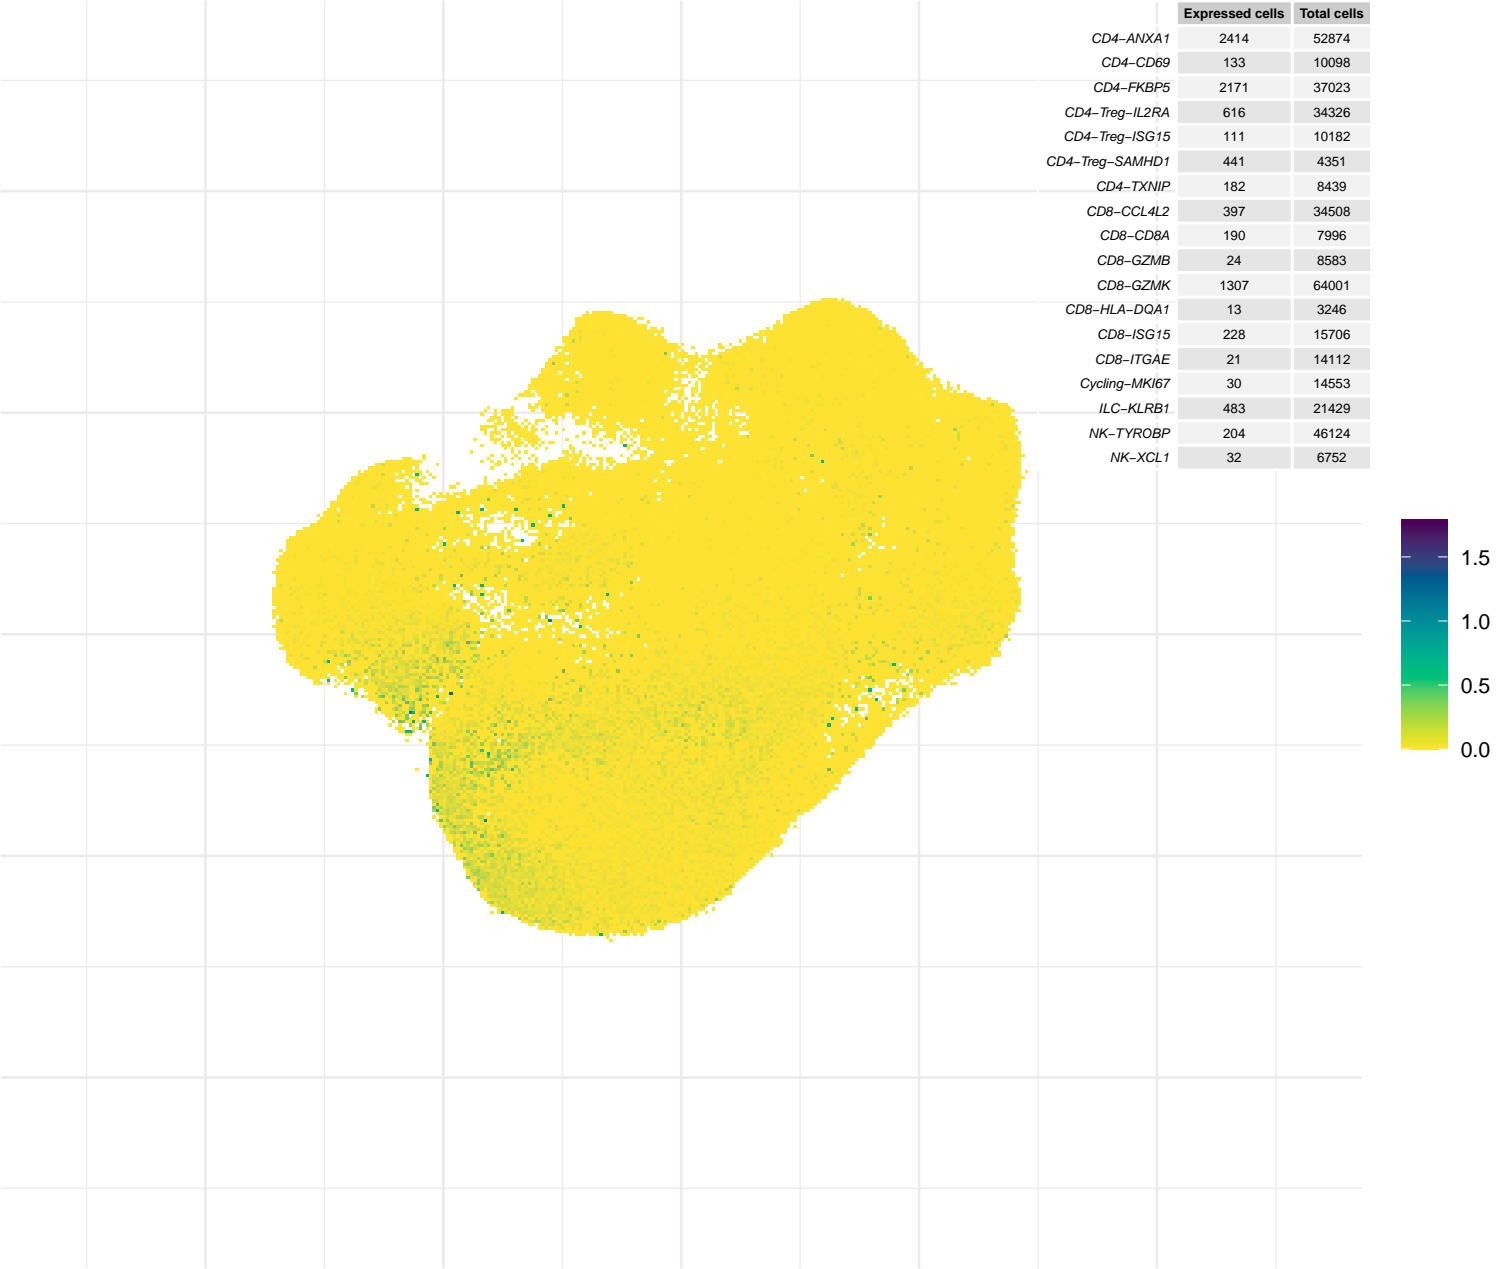 Expressed cells Total cells
CD4−ANXA1 2414 52874
CD4−CD69 133 10098
CD4−FKBP5 2171 37023
CD4−Treg−IL2RA 616 34326
CD4−Treg−ISG15 111 10182
CD4−Treg−SAMHD1 441 4351
CD4−TXNIP 182 8439
CD8−CCL4L2 397 34508
CD8−CD8A 190 7996
CD8−GZMB 24 8583
CD8−GZMK 1307 64001
CD8−HLA−DQA1 13 3246
CD8−ISG15 228 15706
CD8−ITGAE 21 14112
Cycling−MKI67 30 14553
ILC−KLRB1 483 21429
NK−TYROBP 204 46124
NK−XCL1 32 6752
1.5
1.0
0.5
0.0